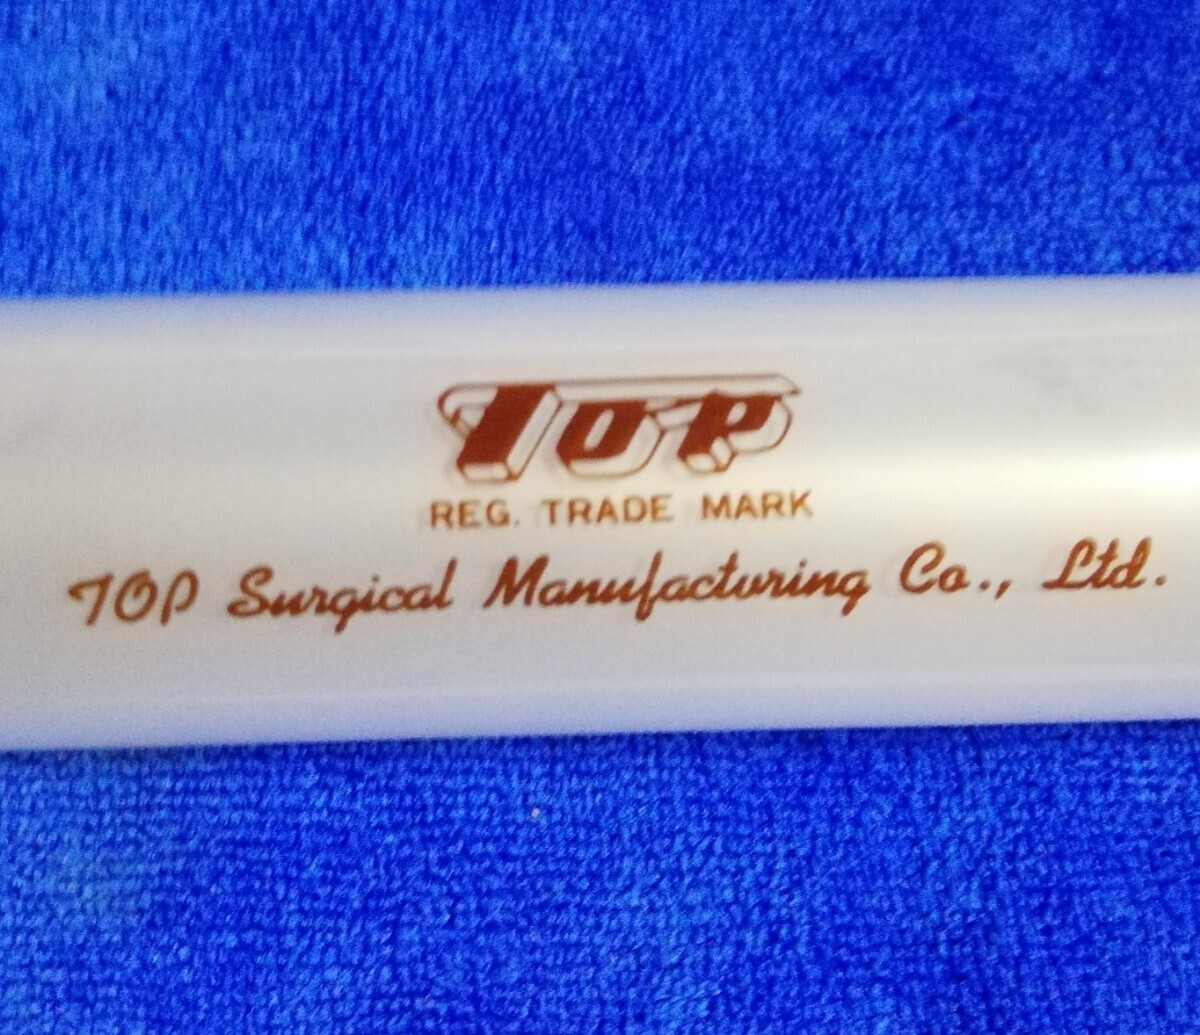 TOP
REG. TRADE MARK
TOP Surgical Manufacturing Co., Ltd.